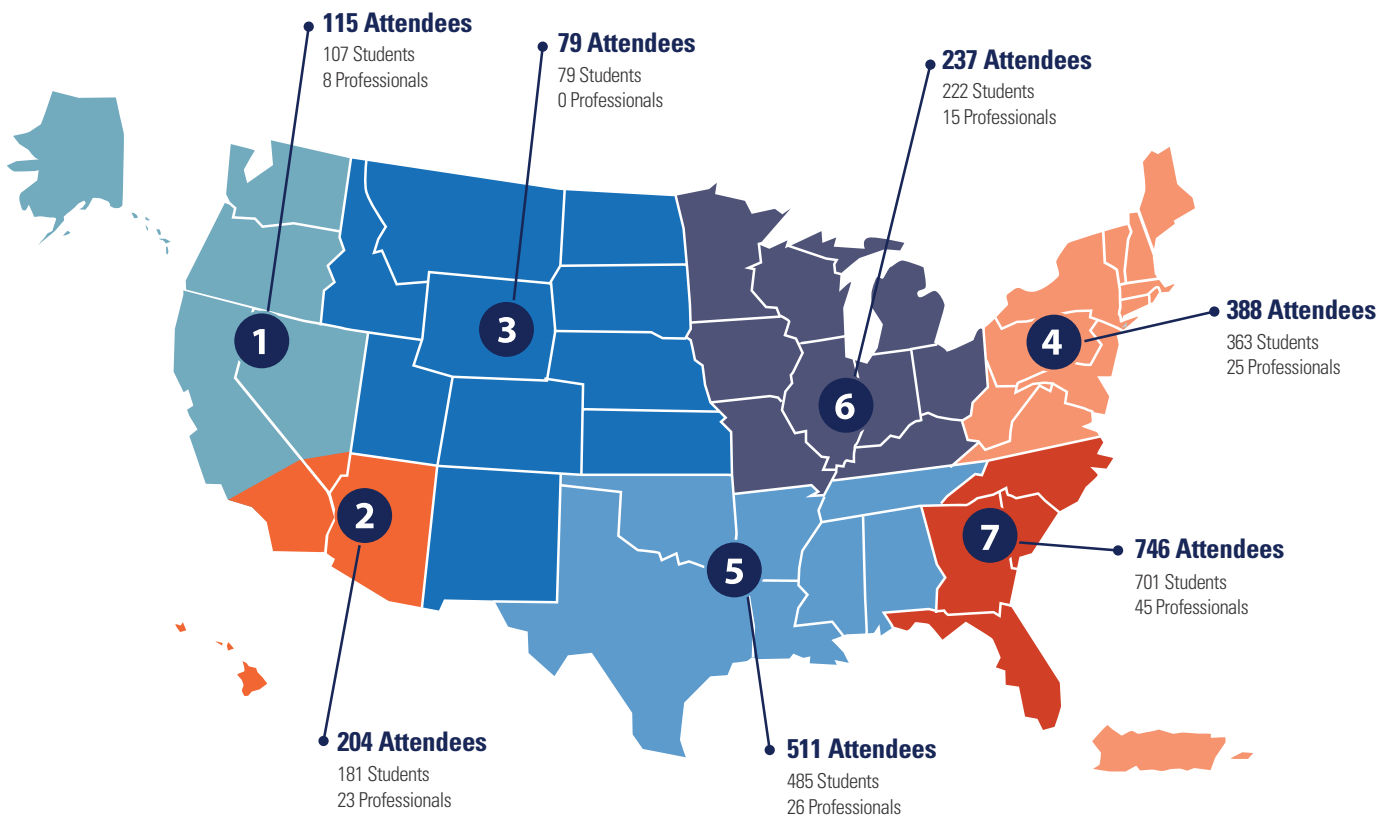 115 Attendees
107 Students
8 Professionals
79 Attendees
79 Students
0 Professionals
237 Attendees
222 Students
15 Professionals
388 Attendees
363 Students
25 Professionals
1
3
4
6
2
5
7
746 Attendees
701 Students
45 Professionals
204 Attendees
181 Students
23 Professionals
511 Attendees
485 Students
26 Professionals